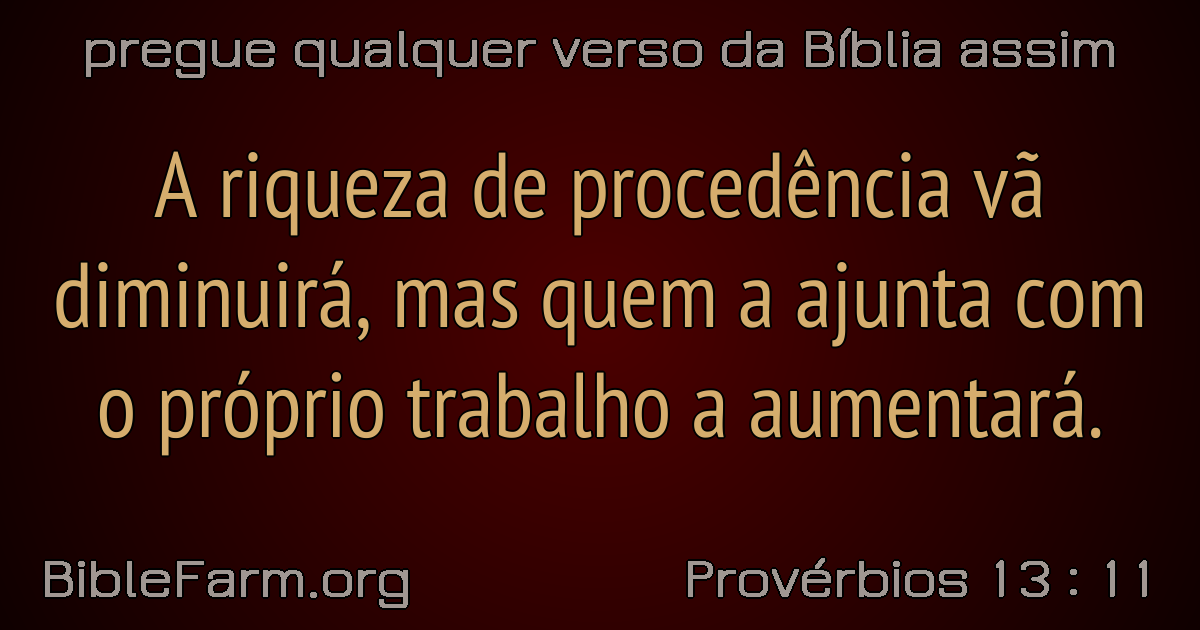 pregue qualquer verso da Bíblia assim
A riqueza de procedência vã
diminuirá, mas quem a ajunta com
o próprio trabalho a aumentará.
BibleFarm.org
Provérbios 13 : 11